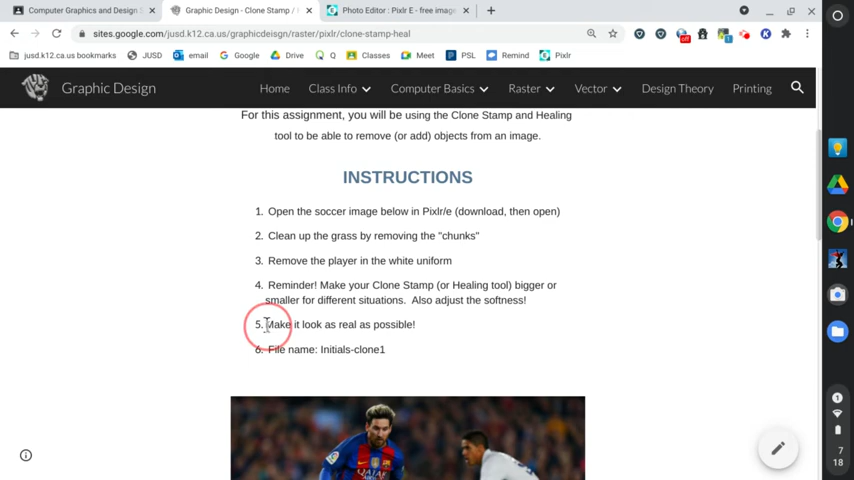 Computer Graphics and Design S
Graphic Design - Clone Stamp / H
Photo Editor : Pixlr E - free imag
sites.google.com/jusd.k12.ca.us/graphicdeisgn/raster/pixlr/clone-stamp-heal
jusd.k12.ca.us bookmarks JUSD email Google Drive Q Classes Meet PSL Remind Pixlr
Graphic Design Home Class Info Computer Basics Raster Vector Design Theory Printing
For this assignment, you will be using the Clone Stamp and Healing
tool to be able to remove (or add) objects from an image.
INSTRUCTIONS
1. Open the soccer image below in Pixlr/e (download, then open)
2. Clean up the grass by removing the "chunks"
3. Remove the player in the white uniform
4. Reminder! Make your Clone Stamp (or Healing tool) bigger or
smaller for different situations. Also adjust the softness!
5. Make it look as real as possible!
6. File name: Initials-clone1
1
7
18